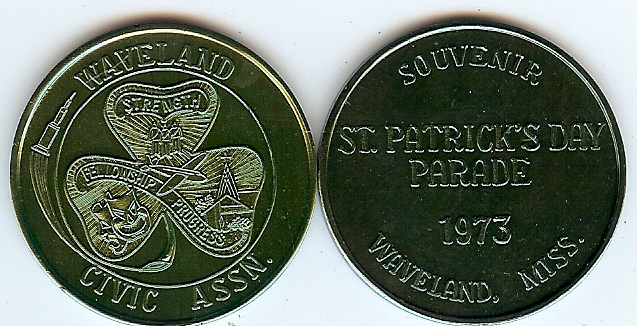 WAVELAND
STRENGTH
FELLOWSHIP
PROGRESS
CIVIC ASSN.
SOUVENIR
ST. PATRICK'S DAY
PARADE
1973
WAVELAND, MISS.